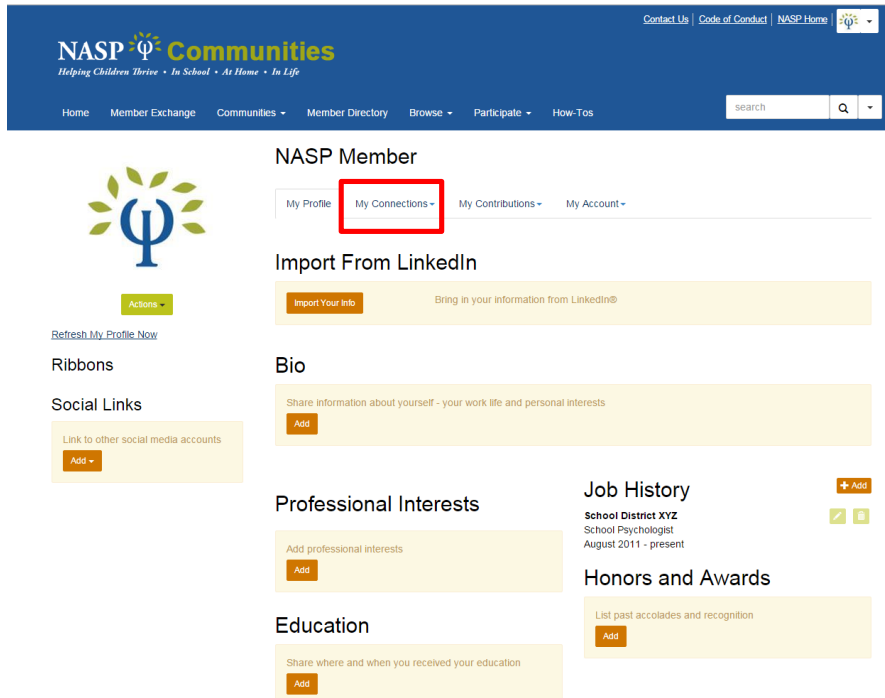 Contact Us | Code of Conduct | NASP Home
NASP Communities
Helping Children Thrive • In School • At Home • In Life
Home Member Exchange Communities Member Directory Browse Participate How-Tos search
NASP Member
My Profile My Connections My Contributions My Account
Import From LinkedIn
Import Your Info Bring in your information from LinkedIn®
Actions
Refresh My Profile Now
Ribbons
Social Links
Link to other social media accounts
Add
Bio
Share information about yourself - your work life and personal interests
Add
Professional Interests
Add professional interests
Add
Education
Share where and when you received your education
Add
Job History
+ Add
School District XYZ
School Psychologist
August 2011 - present
Honors and Awards
List past accolades and recognition
Add